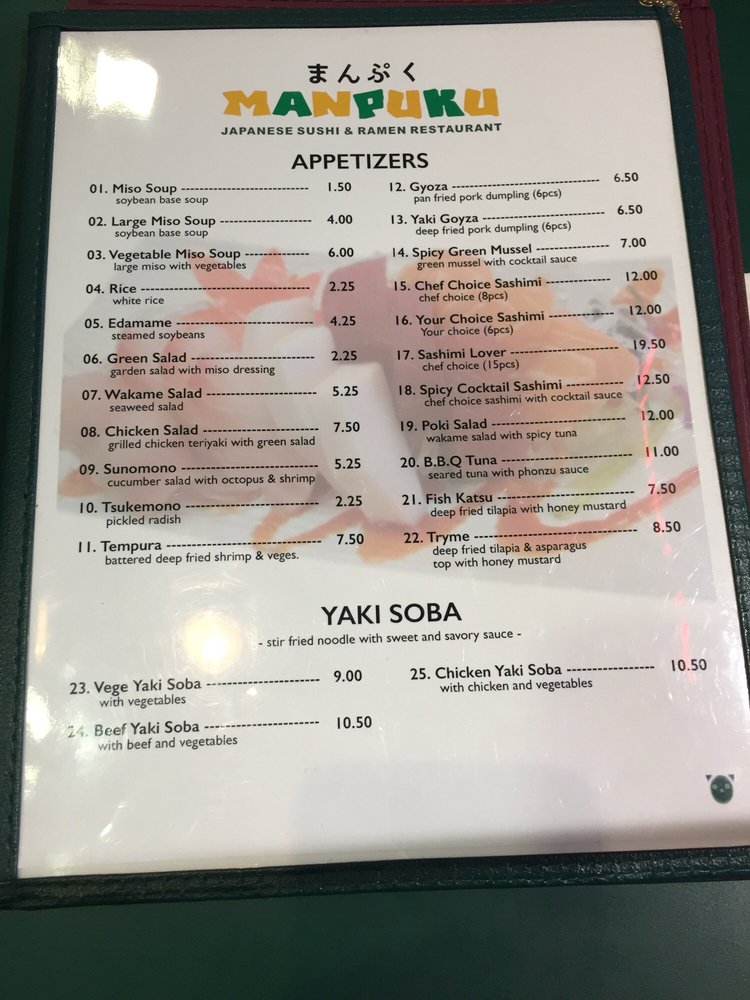 まんぷく
MANPUKU
JAPANESE SUSHI & RAMEN RESTAURANT
APPETIZERS
01. Miso Soup ------------------------------ 1.50
soybean base soup
02. Large Miso Soup ---------------------- 4.00
soybean base soup
03. Vegetable Miso Soup --------------- 6.00
large miso with vegetables
04. Rice ---------------------------------------- 2.25
white rice
05. Edamame -------------------------------- 4.25
steamed soybeans
06. Green Salad ----------------------------- 2.25
garden salad with miso dressing
07. Wakame Salad ------------------------- 5.25
seaweed salad
08. Chicken Salad -------------------------- 7.50
grilled chicken teriyaki with green salad
09. Sunomono ------------------------------- 5.25
cucumber salad with octopus & shrimp
10. Tsukemono ------------------------------ 2.25
pickled radish
11. Tempura ----------------------------------- 7.50
battered deep fried shrimp & veges.
12. Gyoza ----------------------------------- 6.50
pan fried pork dumpling (6pcs)
13. Yaki Goyza ----------------------------- 6.50
deep fried pork dumpling (6pcs)
14. Spicy Green Mussel ----------------- 7.00
green mussel with cocktail sauce
15. Chef Choice Sashimi --------------- 12.00
chef choice (8pcs)
16. Your Choice Sashimi --------------- 12.00
Your choice (6pcs)
17. Sashimi Lover ------------------------- 19.50
chef choice (15pcs)
18. Spicy Cocktail Sashimi ------------- 12.50
chef choice sashimi with cocktail sauce
19. Poki Salad ------------------------------- 12.00
wakame salad with spicy tuna
20. B.B.Q Tuna ------------------------------ 11.00
seared tuna with phonzu sauce
21. Fish Katsu -------------------------------- 7.50
deep fried tilapia with honey mustard
22. Tryme -------------------------------------- 8.50
deep fried tilapia & asparagus
top with honey mustard
YAKI SOBA
- stir fried noodle with sweet and savory sauce -
23. Vege Yaki Soba ------------------------ 9.00
with vegetables
24. Beef Yaki Soba ------------------------ 10.50
with beef and vegetables
25. Chicken Yaki Soba ------------------ 10.50
with chicken and vegetables